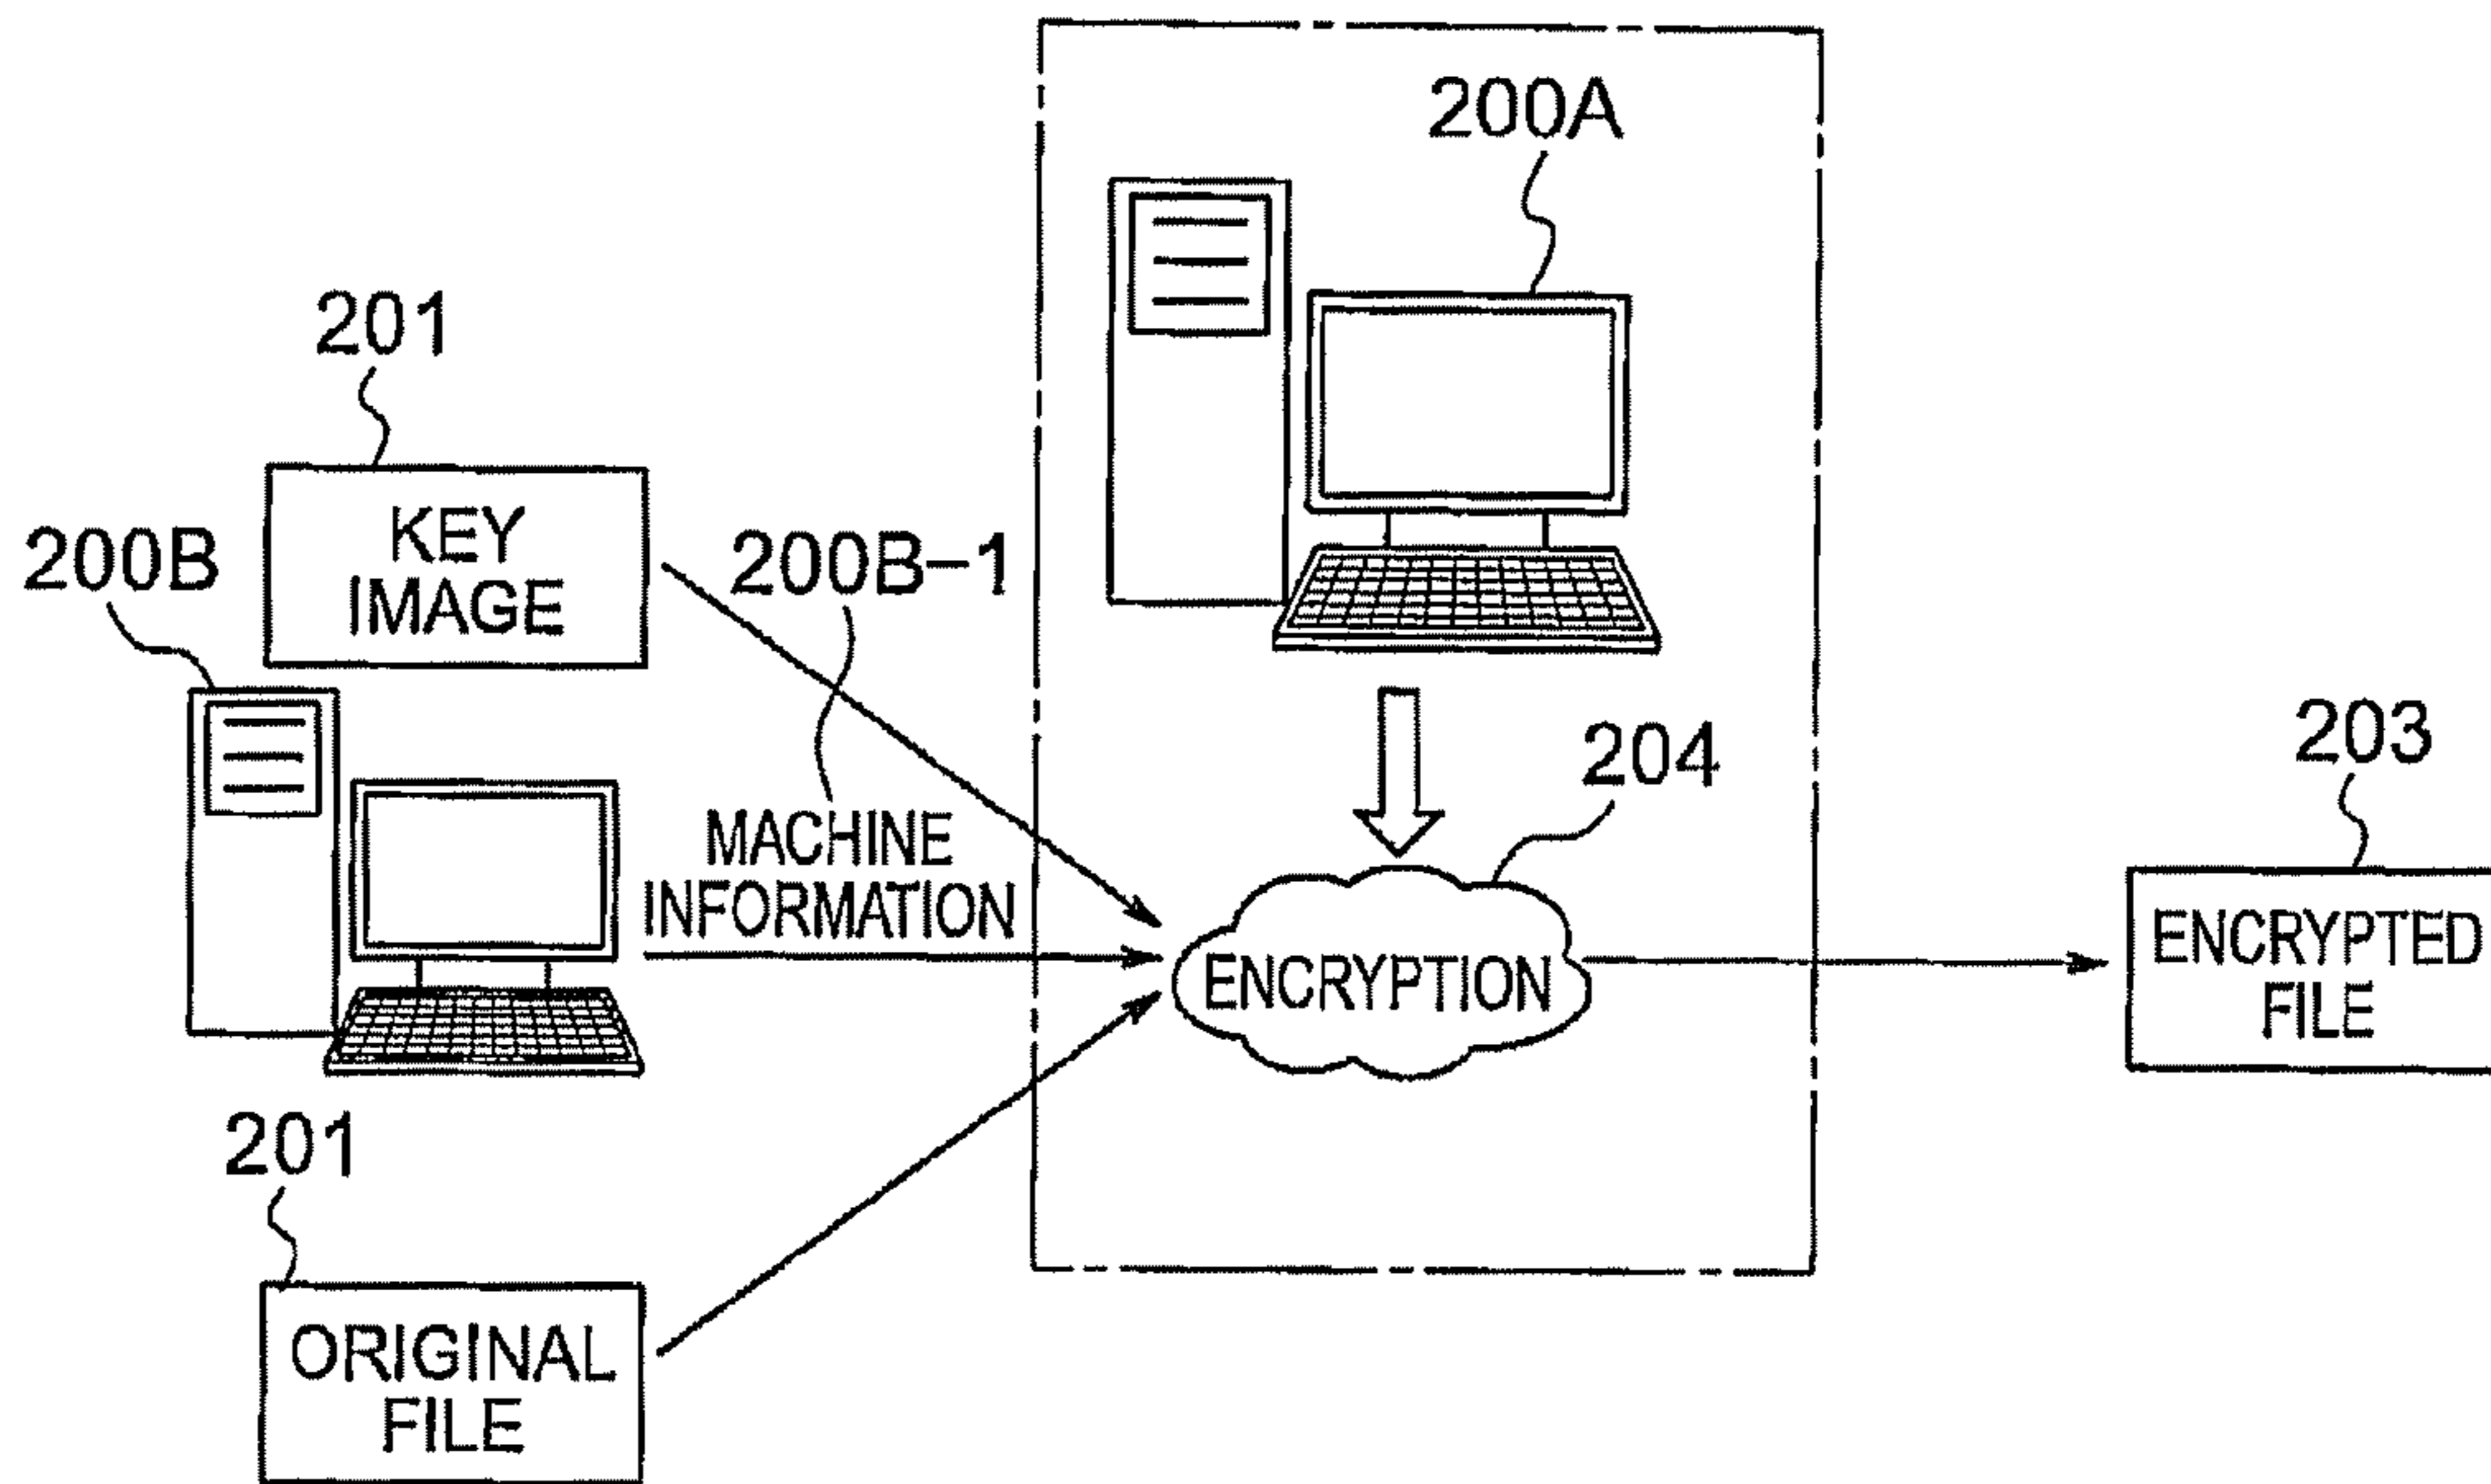 200A
201
KEY
IMAGE
200B
200B-1
MACHINE
INFORMATION
204
ENCRYPTION
203
ENCRYPTED
FILE
201
ORIGINAL
FILE